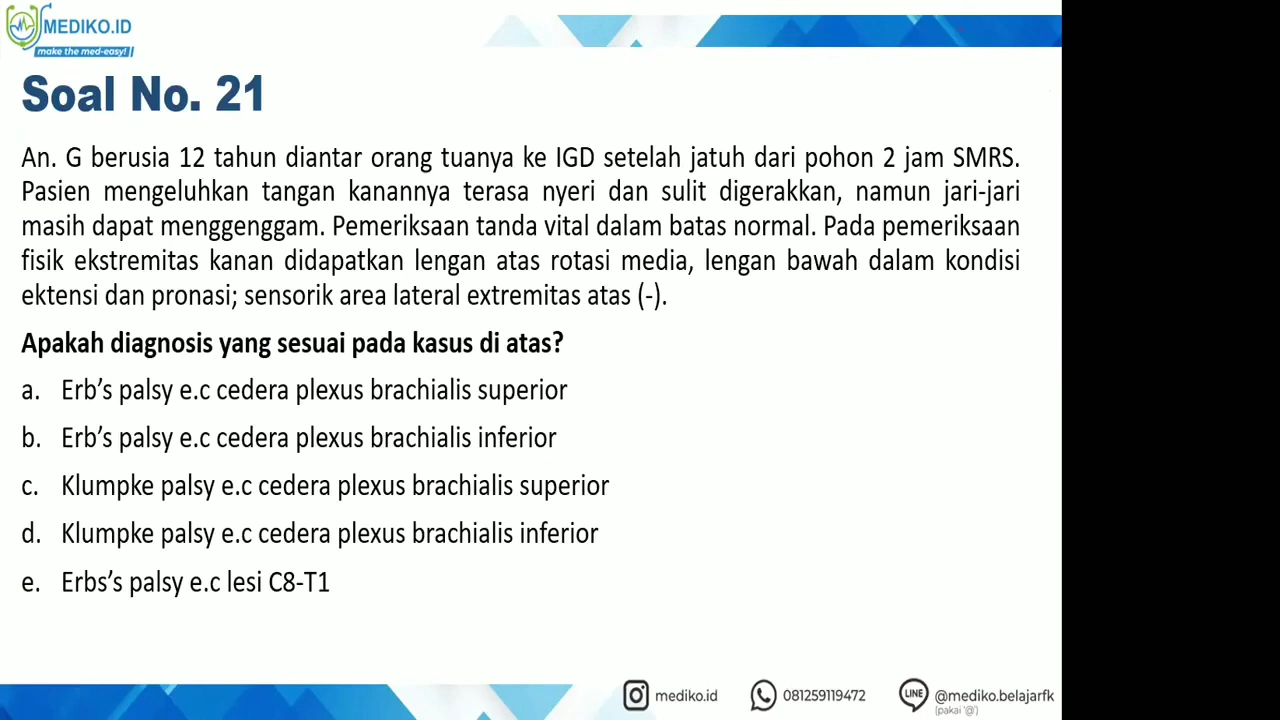 MEDIKO.ID
make the med-easy!
Soal No. 21
An. G berusia 12 tahun diantar orang tuanya ke IGD setelah jatuh dari pohon 2 jam SMRS.
Pasien mengeluhkan tangan kanannya terasa nyeri dan sulit digerakkan, namun jari-jari
masih dapat menggenggam. Pemeriksaan tanda vital dalam batas normal. Pada pemeriksaan
fisik ekstremitas kanan didapatkan lengan atas rotasi media, lengan bawah dalam kondisi
ektensi dan pronasi; sensorik area lateral extremitas atas (-).
Apakah diagnosis yang sesuai pada kasus di atas?
a. Erb’s palsy e.c cedera plexus brachialis superior
b. Erb’s palsy e.c cedera plexus brachialis inferior
c. Klumpke palsy e.c cedera plexus brachialis superior
d. Klumpke palsy e.c cedera plexus brachialis inferior
e. Erbs’s palsy e.c lesi C8-T1
mediko.id
081259119472
LINE
@mediko.belajarfk
(pakai '@')